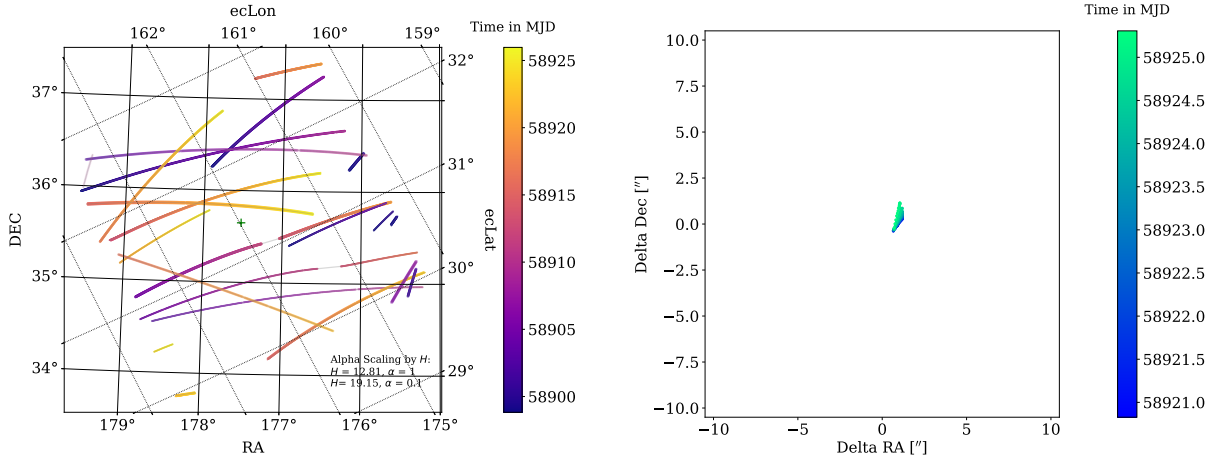 ecLon
162° 161° 160° 159°
Time in MJD
32°
31°
30°
29°
ecLat
37°
36°
35°
34°
DEC
179° 178° 177° 176° 175°
RA
Alpha Scaling by H:
H = 12.81, α = 1
H= 19.15, α = 0.1
58925
58920
58915
58910
58905
58900
10.0
7.5
5.0
2.5
0.0
−2.5
−5.0
−7.5
−10.0
Delta Dec [″]
−10 −5 0 5 10
Delta RA [″]
Time in MJD
58925.0
58924.5
58924.0
58923.5
58923.0
58922.5
58922.0
58921.5
58921.0